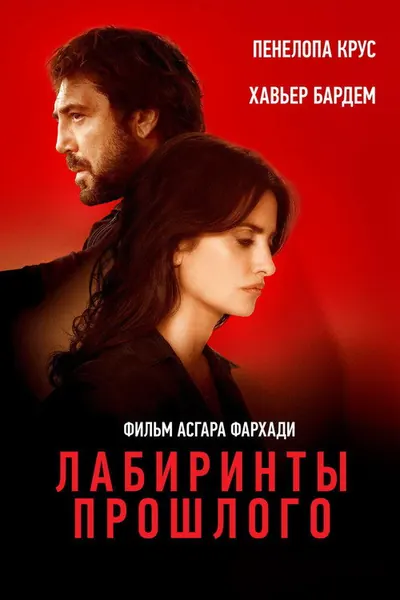 ПЕНЕЛОПА КРУС
ХАВЬЕР БАРДЕМ
ФИЛЬМ АСГАРА ФАРХАДИ
ЛАБИРИНТЫ
ПРОШЛОГО